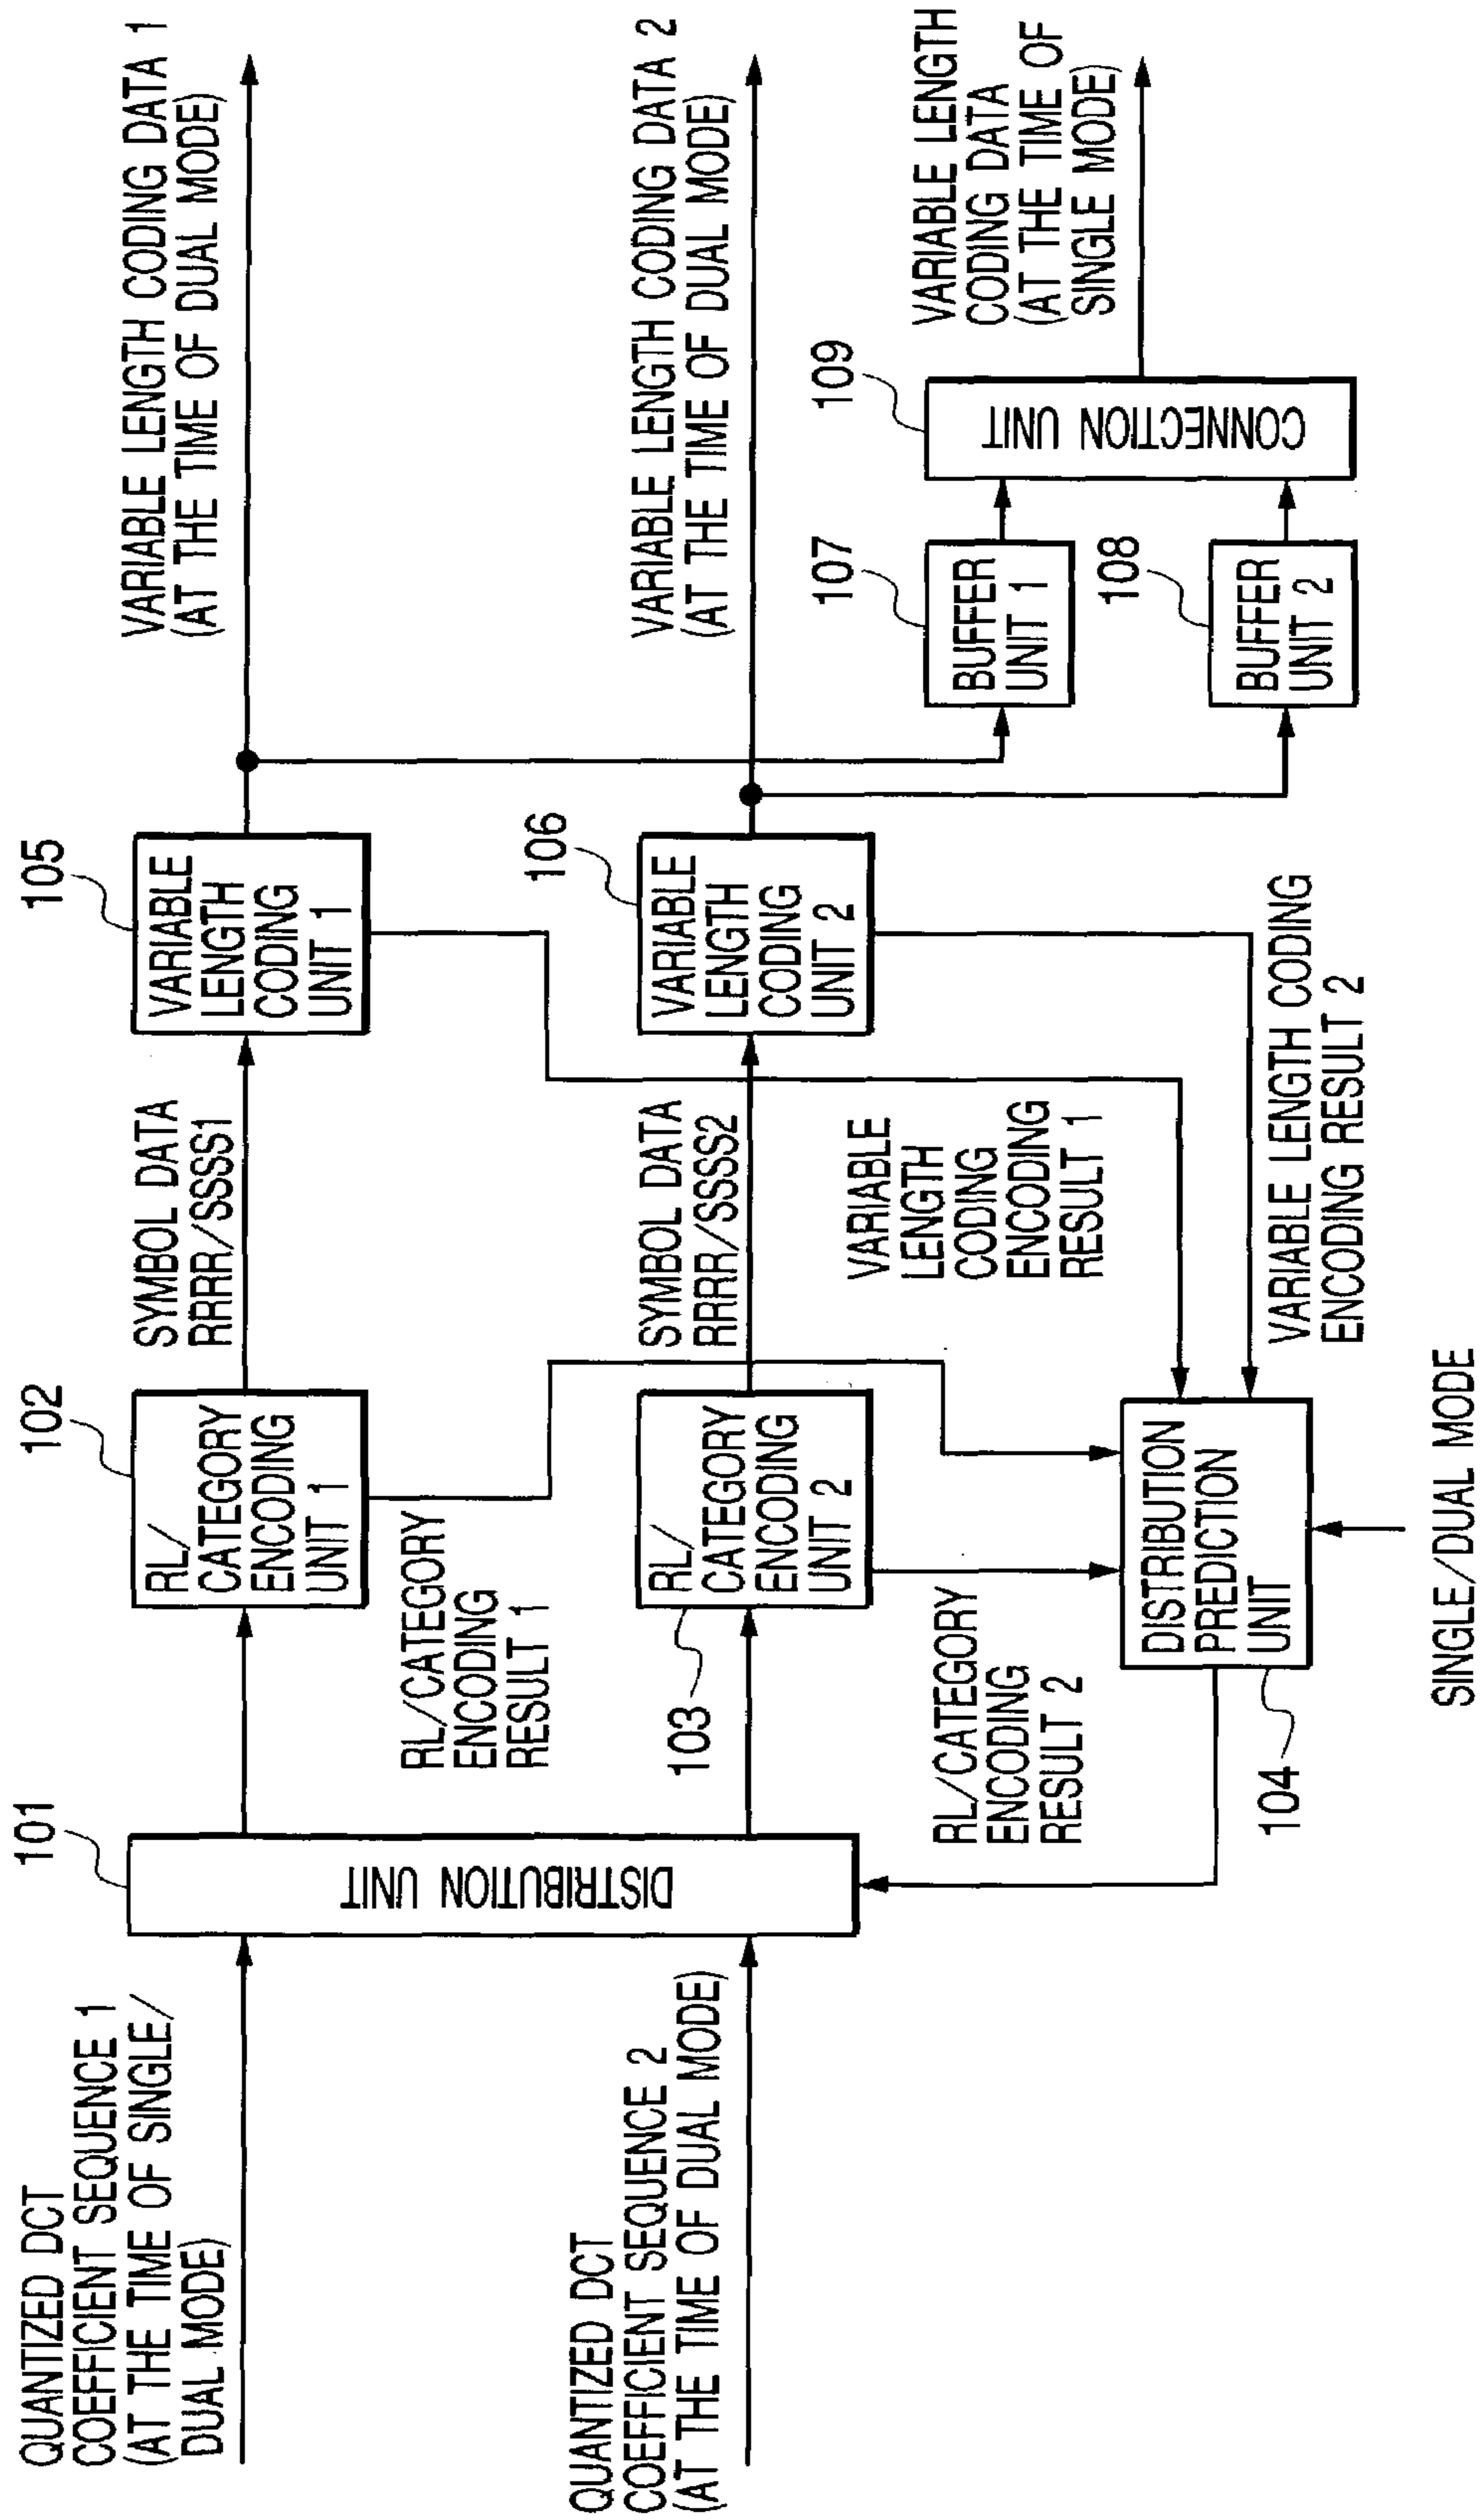 QUANTIZED DCT
COEFFICIENT SEQUENCE 1
(AT THE TIME OF SINGLE/
DUAL MODE)
QUANTIZED DCT
COEFFICIENT SEQUENCE 2
(AT THE TIME OF DUAL MODE)
101
DISTRIBUTION UNIT
102
RL/
CATEGORY
ENCODING
UNIT 1
RL/CATEGORY
ENCODING
RESULT 1
103
RL/
CATEGORY
ENCODING
UNIT 2
RL/CATEGORY
ENCODING
RESULT 2
104
DISTRIBUTION
PREDICTION
UNIT
SINGLE/DUAL MODE
SYMBOL DATA
RRRR/SSSS1
SYMBOL DATA
RRRR/SSSS2
VARIABLE
LENGTH
CODING
ENCODING
RESULT 1
VARIABLE LENGTH CODING
ENCODING RESULT 2
105
VARIABLE
LENGTH
CODING
UNIT 1
106
VARIABLE
LENGTH
CODING
UNIT 2
VARIABLE LENGTH CODING DATA 1
(AT THE TIME OF DUAL MODE)
VARIABLE LENGTH CODING DATA 2
(AT THE TIME OF DUAL MODE)
107
BUFFER
UNIT 1
108
BUFFER
UNIT 2
109
CONNECTION UNIT
VARIABLE LENGTH
CODING DATA
(AT THE TIME OF
SINGLE MODE)